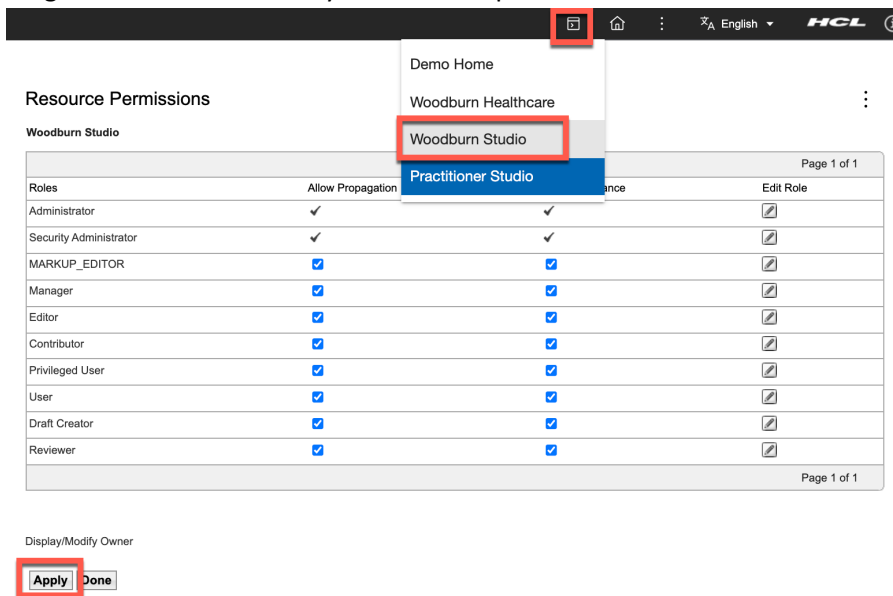 English
HCL
Demo Home
Woodburn Healthcare
Woodburn Studio
Practitioner Studio
Resource Permissions
Woodburn Studio
Page 1 of 1
Roles Allow Propagation ance Edit Role
Administrator
Security Administrator
MARKUP_EDITOR
Manager
Editor
Contributor
Privileged User
User
Draft Creator
Reviewer
Page 1 of 1
Display/Modify Owner
Apply Done